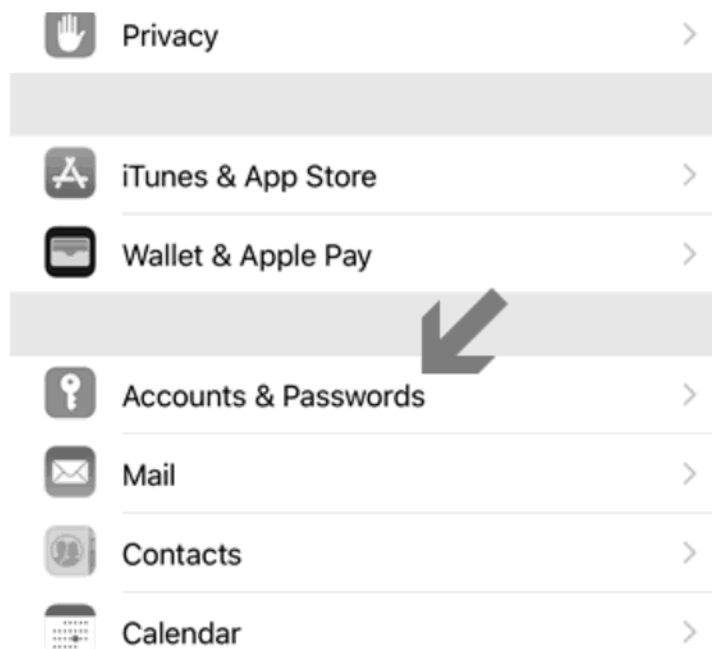 Privacy
iTunes & App Store
Wallet & Apple Pay
Accounts & Passwords
Mail
Contacts
Calendar